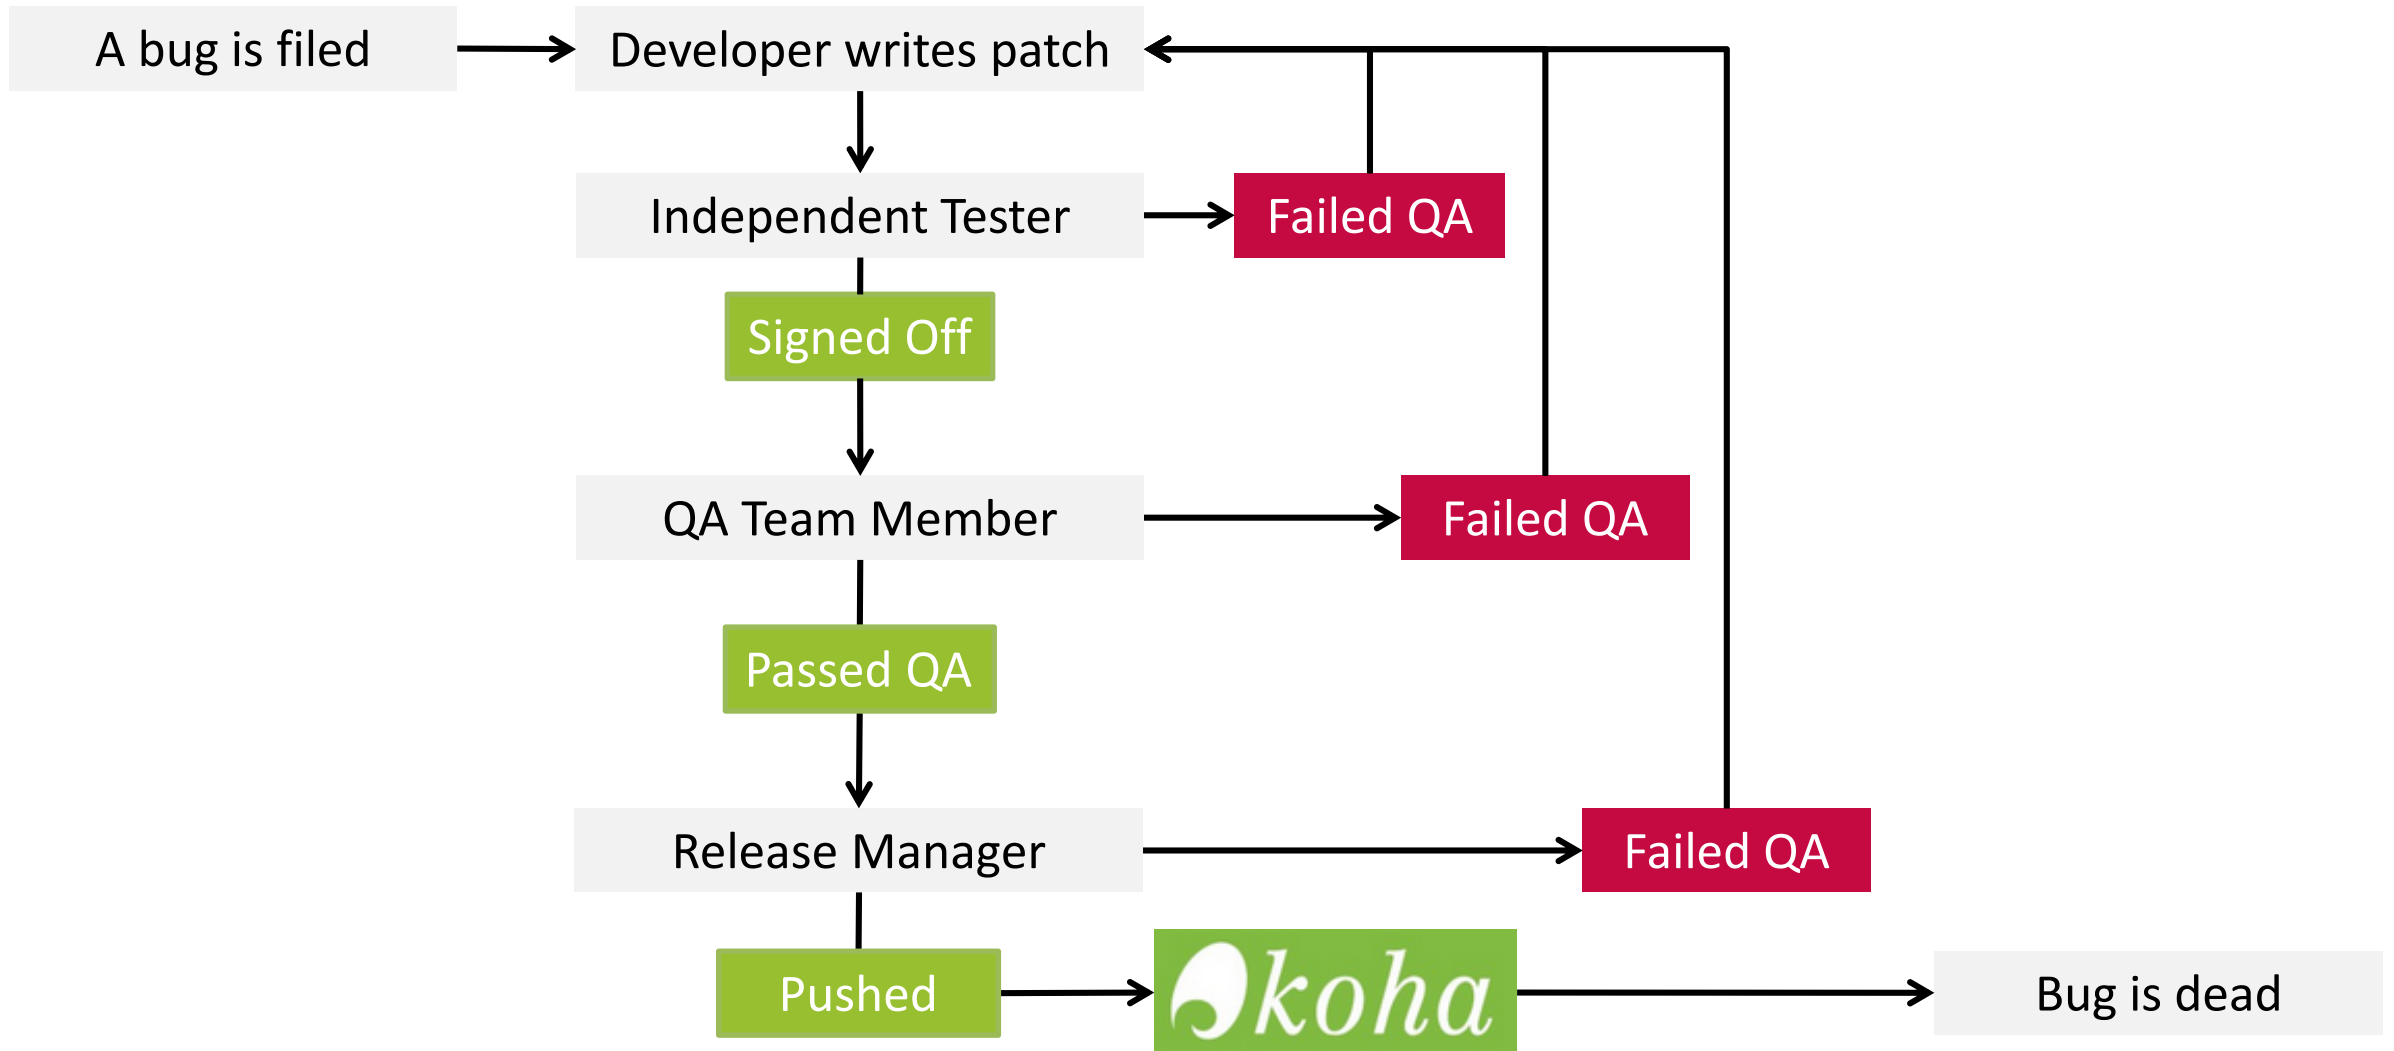 A bug is filed
Developer writes patch
Independent Tester
Failed QA
Signed Off
QA Team Member
Failed QA
Passed QA
Release Manager
Failed QA
Pushed
koha
Bug is dead